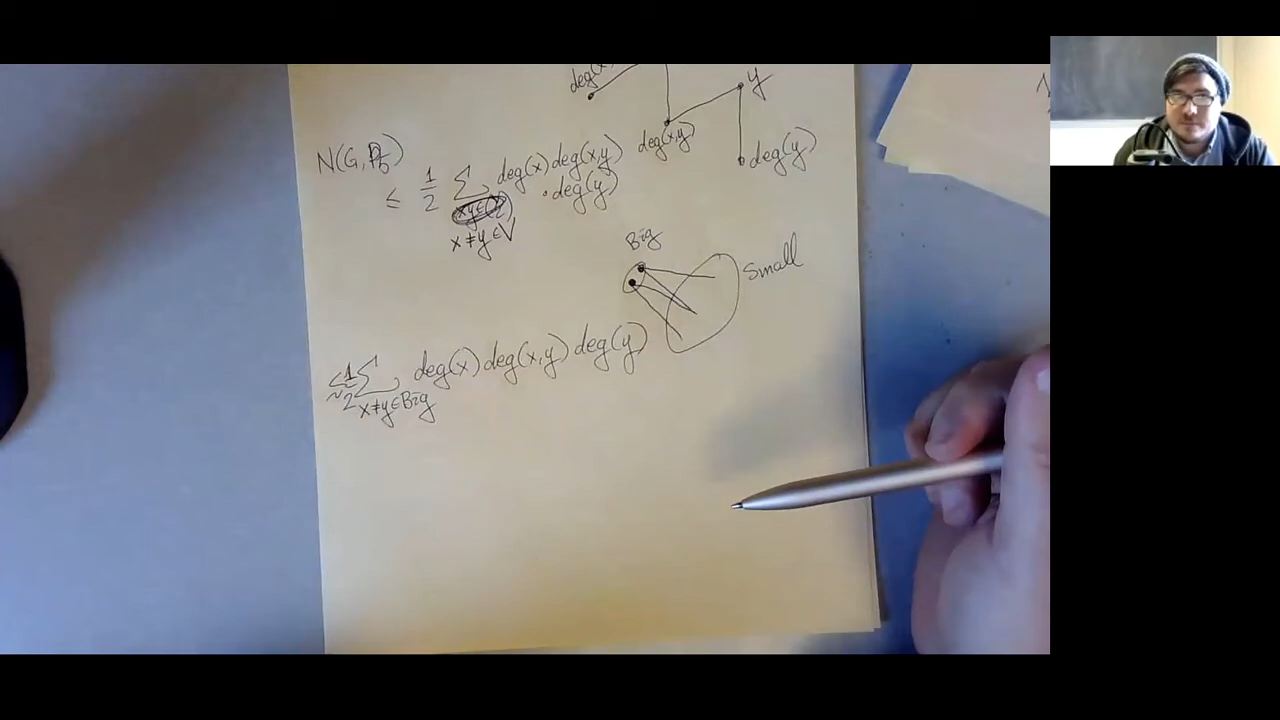 deg(x)
y
N(G, P5)
deg(x,y)
deg(y)
≤ 1/2 Σ deg(x) deg(x,y)
· deg(y)
x≠y∈V
Big
Small
≲ 1/2 Σ deg(x) deg(x,y) deg(y)
x≠y∈Big